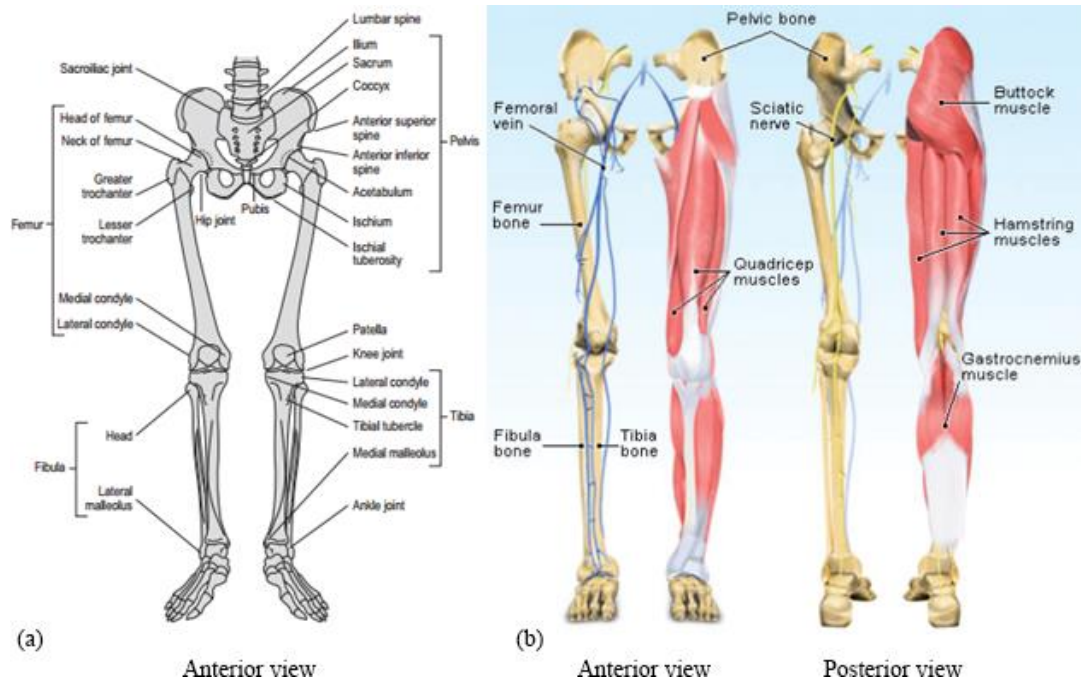 Lumbar spine
Ilium
Sacrum
Coccyx
Sacroiliac joint
Head of femur
Neck of femur
Greater
trochanter
Lesser
trochanter
Femur
Hip joint
Pubis
Anterior superior
spine
Anterior inferior
spine
Acetabulum
Ischium
Ischial
tuberosity
Pelvis
Medial condyle
Lateral condyle
Patella
Knee joint
Lateral condyle
Medial condyle
Tibial tubercle
Medial malleolus
Tibia
Head
Fibula
Lateral
malleolus
Ankle joint
(a)
Anterior view
Pelvic bone
Femoral
vein
Sciatic
nerve
Buttock
muscle
Femur
bone
Quadricep
muscles
Hamstring
muscles
Gastrocnemius
muscle
Fibula
bone
Tibia
bone
(b)
Anterior view
Posterior view